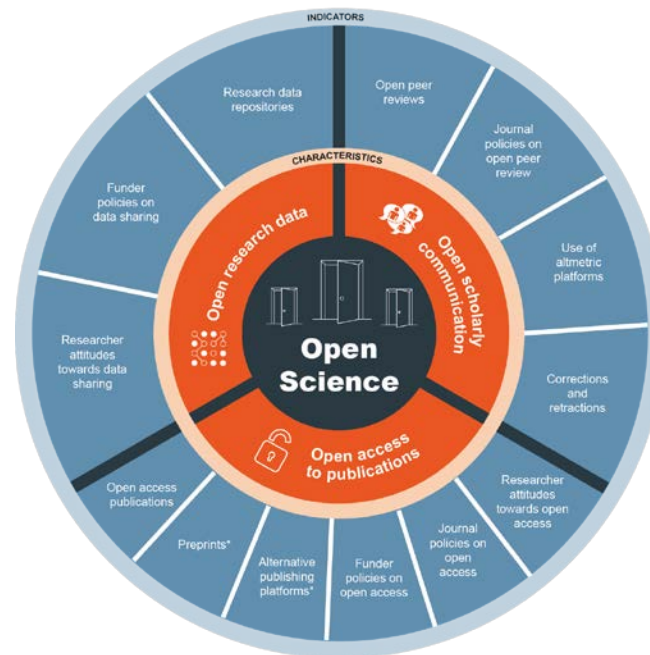 INDICATORS
Research data
repositories
Open peer
reviews
Journal
policies on
open peer
review
Funder
policies on
data sharing
CHARACTERISTICS
Open research data
Open scholarly
communication
Use of
altmetric
platforms
Open
Science
Researcher
attitudes
towards data
sharing
Corrections
and
retractions
Open access
to publications
Open access
publications
Preprints*
Alternative
publishing
platforms*
Funder
policies on
open access
Journal
policies on
open
access
Researcher
attitudes
towards open
access